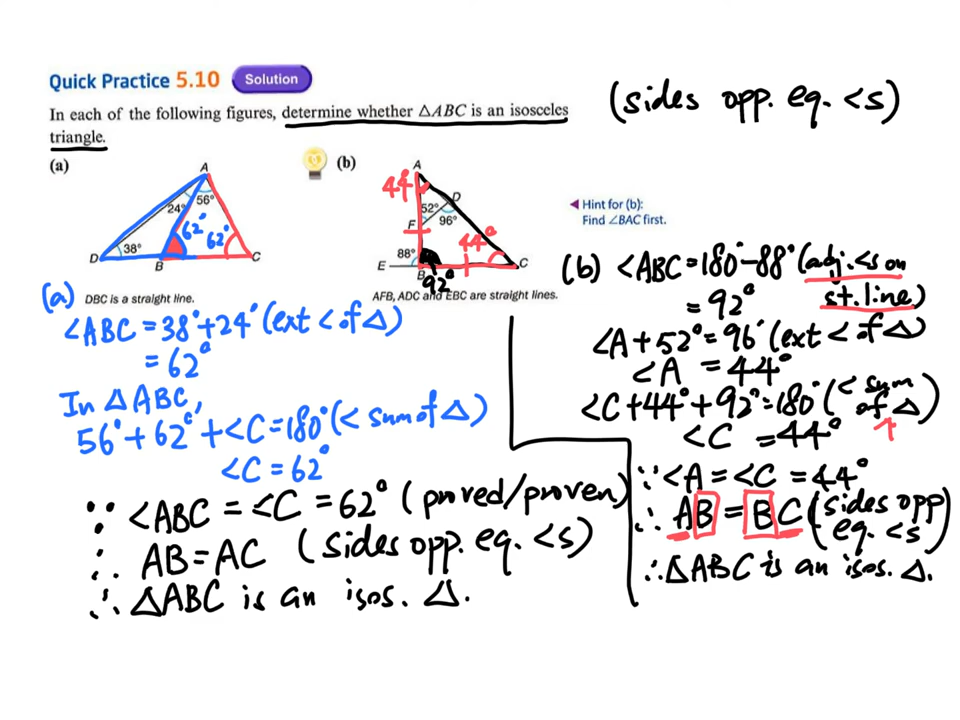 Quick Practice 5.10 Solution
In each of the following figures, determine whether △ABC is an isosceles
triangle.
(sides opp. eq. <s)
(a)
A
24°
56°
62°
62°
38°
D
B
C
DBC is a straight line.
(b)
A
44°
52°
D
F
96°
44°
88°
E
B
C
92°
AFB, ADC and EBC are straight lines.
◀ Hint for (b):
Find ∠BAC first.
(a)
<ABC = 38° + 24° (ext < of △)
= 62°
In △ABC,
56° + 62° + <C = 180° (< sum of △)
<C = 62°
∵ <ABC = <C = 62° (proved/proven)
∴ AB = AC (sides opp. eq. <s)
∴ △ABC is an isos. △.
(b) <ABC = 180° - 88° (adj. <s on
= 92° st. line)
<A + 52° = 96° (ext < of △)
<A = 44°
<C + 44° + 92° = 180° (< sum
of △)
<C = 44°
∵ <A = <C = 44°
∴ AB = BC (sides opp
eq. <s)
∴ △ABC is an isos. △.